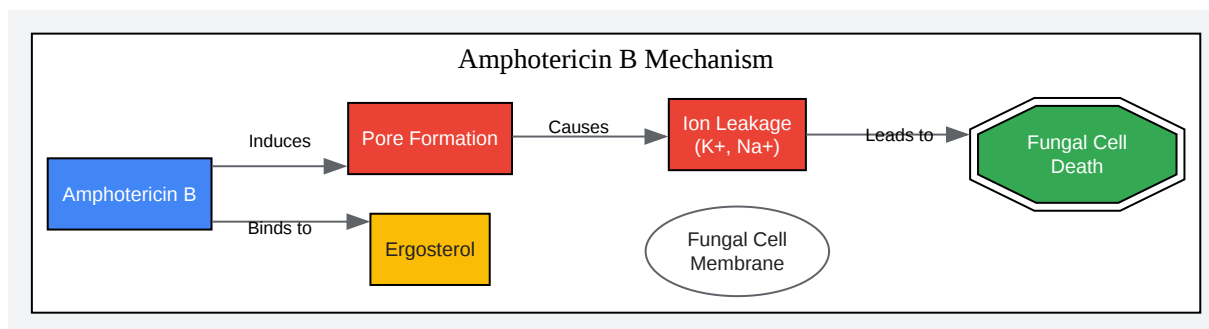 Amphotericin B Mechanism
Amphotericin B
Induces
Pore Formation
Causes
Ion Leakage
(K+, Na+)
Leads to
Fungal Cell
Death
Binds to
Ergosterol
Fungal Cell
Membrane